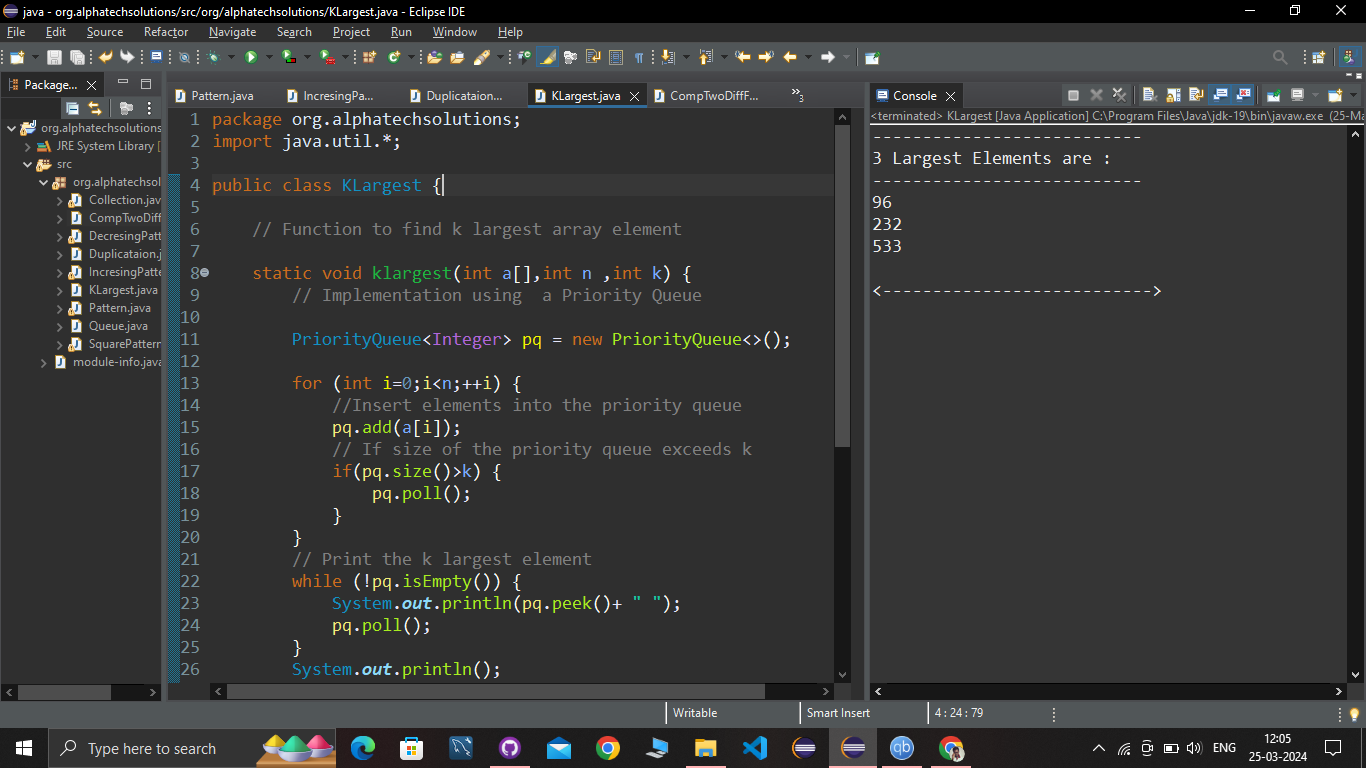 java - org.alphatechsolutions/src/org/alphatechsolutions/KLargest.java - Eclipse IDE
File Edit Source Refactor Navigate Search Project Run Window Help
Package...
org.alphatechsolutions
JRE System Library [
src
org.alphatechsol
Collection.jav
CompTwoDiff
DecresingPatt
Duplicataion.j
IncresingPatte
KLargest.java
Pattern.java
Queue.java
SquarePattern
module-info.java
Pattern.java IncresingPa... Duplicataion... KLargest.java CompTwoDiffF... »3
1 package org.alphatechsolutions;
2 import java.util.*;
3
4 public class KLargest {
5
6 // Function to find k largest array element
7
8 static void klargest(int a[],int n ,int k) {
9 // Implementation using  a Priority Queue
10
11 PriorityQueue<Integer> pq = new PriorityQueue<>();
12
13 for (int i=0;i<n;++i) {
14 //Insert elements into the priority queue
15 pq.add(a[i]);
16 // If size of the priority queue exceeds k
17 if(pq.size()>k) {
18 pq.poll();
19 }
20 }
21 // Print the k largest element
22 while (!pq.isEmpty()) {
23 System.out.println(pq.peek()+ " ");
24 pq.poll();
25 }
26 System.out.println();
Console
<terminated> KLargest [Java Application] C:\Program Files\Java\jdk-19\bin\javaw.exe (25-Ma
---------------------------
3 Largest Elements are :
---------------------------
96
232
533
<--------------------------->
Writable Smart Insert 4 : 24 : 79
Type here to search
qb
ENG
12:05
25-03-2024